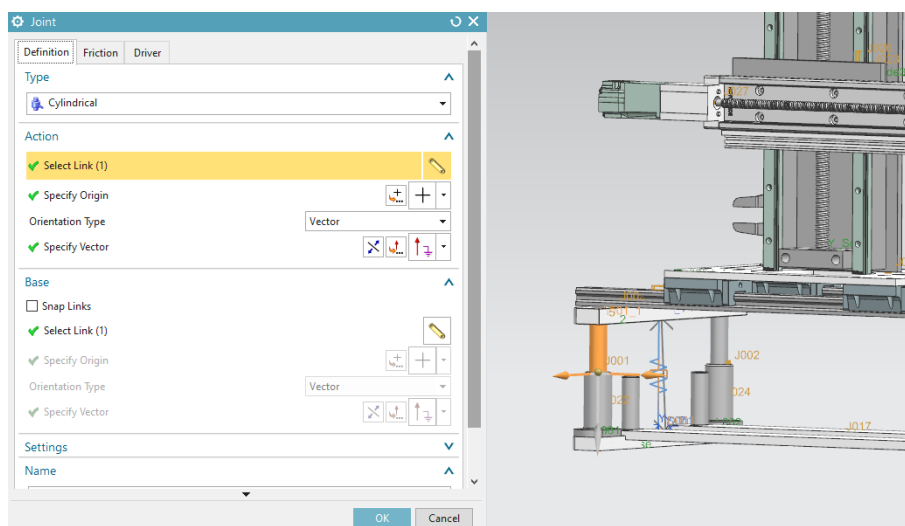 Joint
Definition Friction Driver
Type
Cylindrical
Action
Select Link (1)
Specify Origin
Orientation Type Vector
Specify Vector
Base
Snap Links
Select Link (1)
Specify Origin
Orientation Type Vector
Specify Vector
Settings
Name
OK Cancel
J001
J002
J017